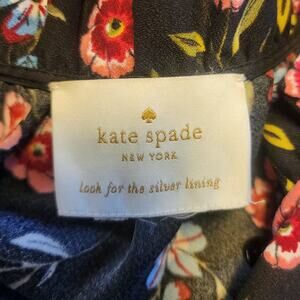 kate spade
NEW YORK
look for the silver lining